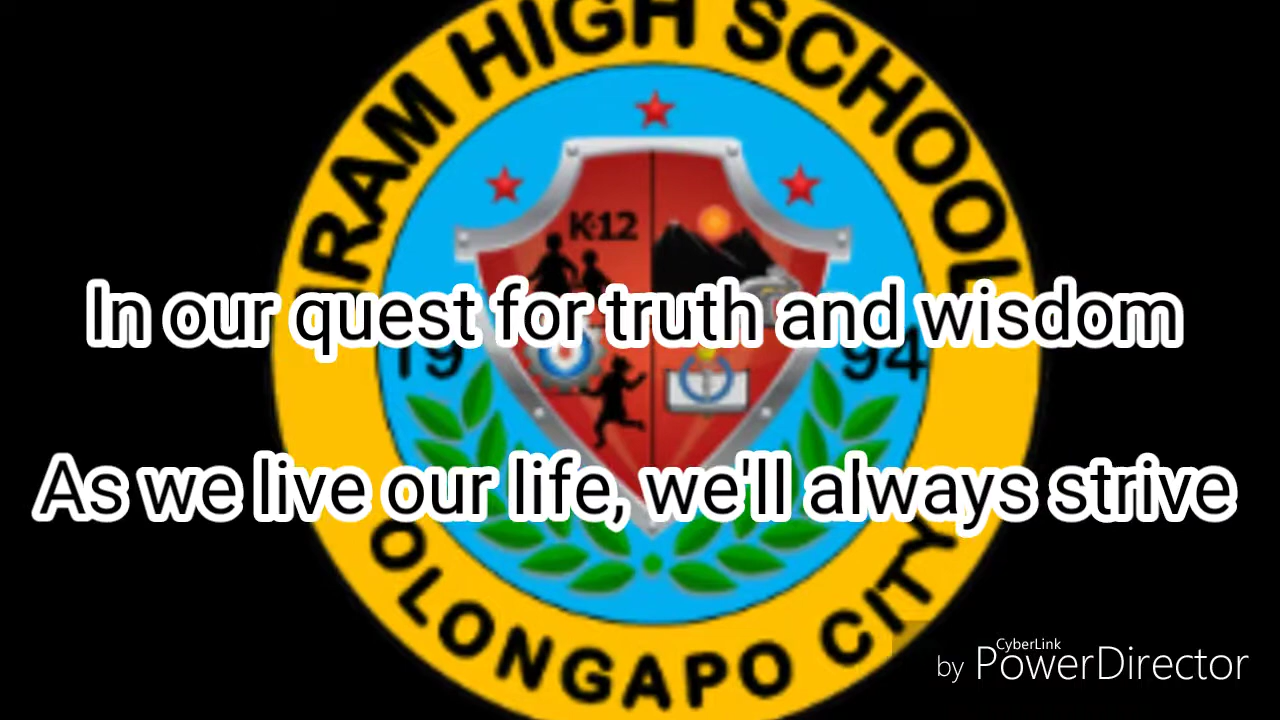 IRAM HIGH SCHOOL
K-12
In our quest for truth and wisdom
19 94
As we live our life, we'll always strive
OLONGAPO CITY
CyberLink
by PowerDirector